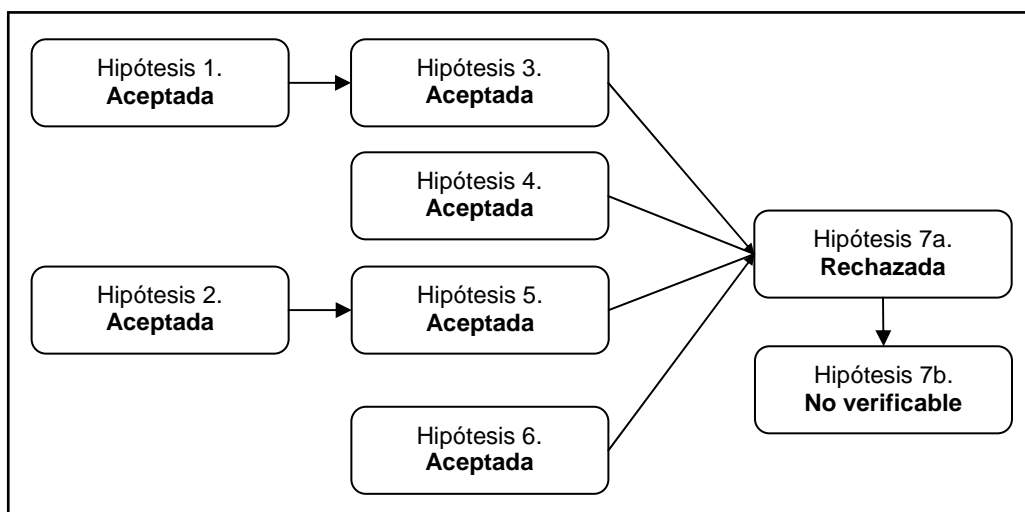 Hipótesis 1.
Aceptada
Hipótesis 3.
Aceptada
Hipótesis 4.
Aceptada
Hipótesis 7a.
Rechazada
Hipótesis 2.
Aceptada
Hipótesis 5.
Aceptada
Hipótesis 7b.
No verificable
Hipótesis 6.
Aceptada